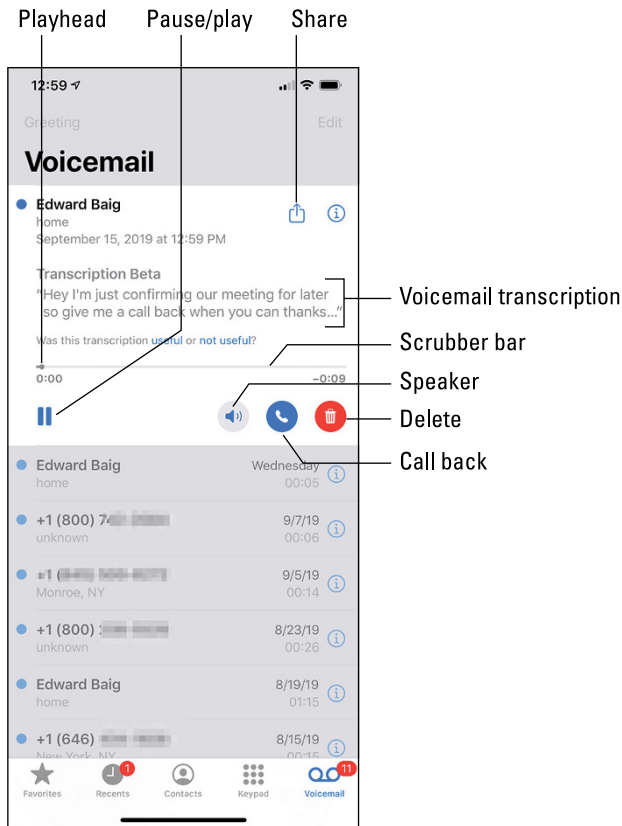 Playhead Pause/play Share
12:59
Greeting Edit
Voicemail
Edward Baig
home
September 15, 2019 at 12:59 PM
Transcription Beta
“Hey I'm just confirming our meeting for later
so give me a call back when you can thanks...”
Voicemail transcription
Was this transcription useful or not useful?
Scrubber bar
0:00 –0:09
Speaker
Delete
Call back
Edward Baig Wednesday
home 00:05
+1 (800) 9/7/19
unknown 00:06
9/5/19
Monroe, NY 00:14
+1 (800) 8/23/19
unknown 00:26
Edward Baig 8/19/19
home 01:15
+1 (646) 8/15/19
New York, NY 00:15
1 11
Favorites Recents Contacts Keypad Voicemail